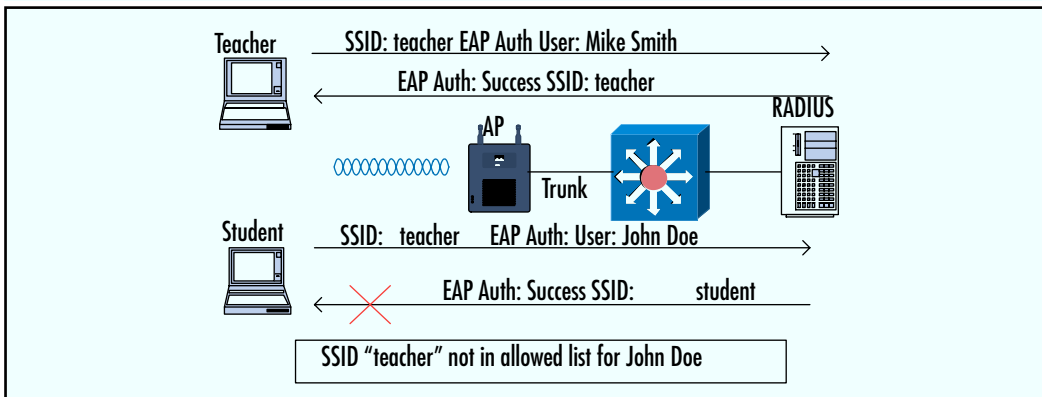 Teacher
SSID: teacher EAP Auth User: Mike Smith
EAP Auth: Success SSID: teacher
RADIUS
AP
Trunk
Student
SSID: teacher EAP Auth: User: John Doe
EAP Auth: Success SSID: student
SSID “teacher” not in allowed list for John Doe